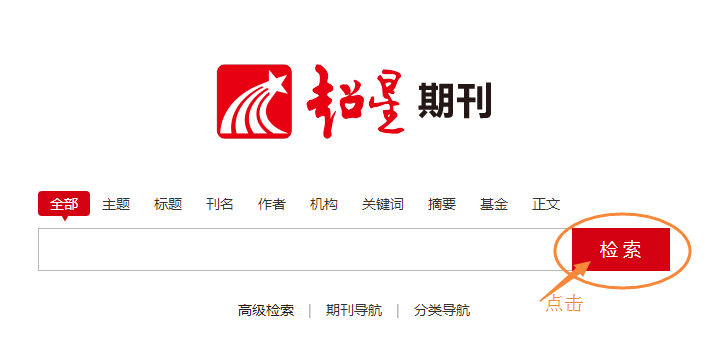 超星 期刊
全部 主题 标题 刊名 作者 机构 关键词 摘要 基金 正文
检索
点击
高级检索 | 期刊导航 | 分类导航